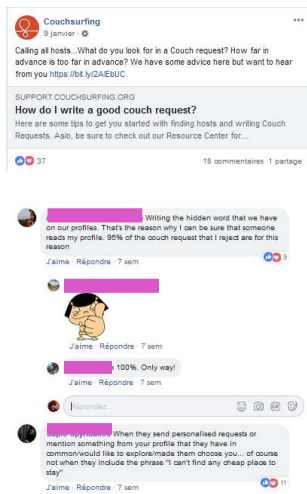 Couchsurfing
9 janvier ·
Calling all hosts...What do you look for in a Couch request? How far in
advance is too far in advance? We have some advice here but want to hear
from you https://bit.ly/2AlEbUC
SUPPORT.COUCHSURFING.ORG
How do I write a good couch request?
Here are some tips to get you started with finding hosts and writing Couch
Requests. Aslo, be sure to check out our Resource Center for...
37
18 commentaires 1 partage
Writing the hidden word that we have
on our profiles. That's the reason why I can be sure that someone
reads my profile. 95% of the couch request that I reject are for this
reason
9
J'aime · Répondre · 7 sem
J'aime · Répondre · 7 sem
100%. Only way!
J'aime · Répondre · 7 sem
Répondez...
GIF
When they send personalised requests or
mention something from your profile that they have in
common/would like to explore/made them choose you... of course
not when they include the phrase "I can't find any cheap place to
stay"
11
J'aime · Répondre · 7 sem